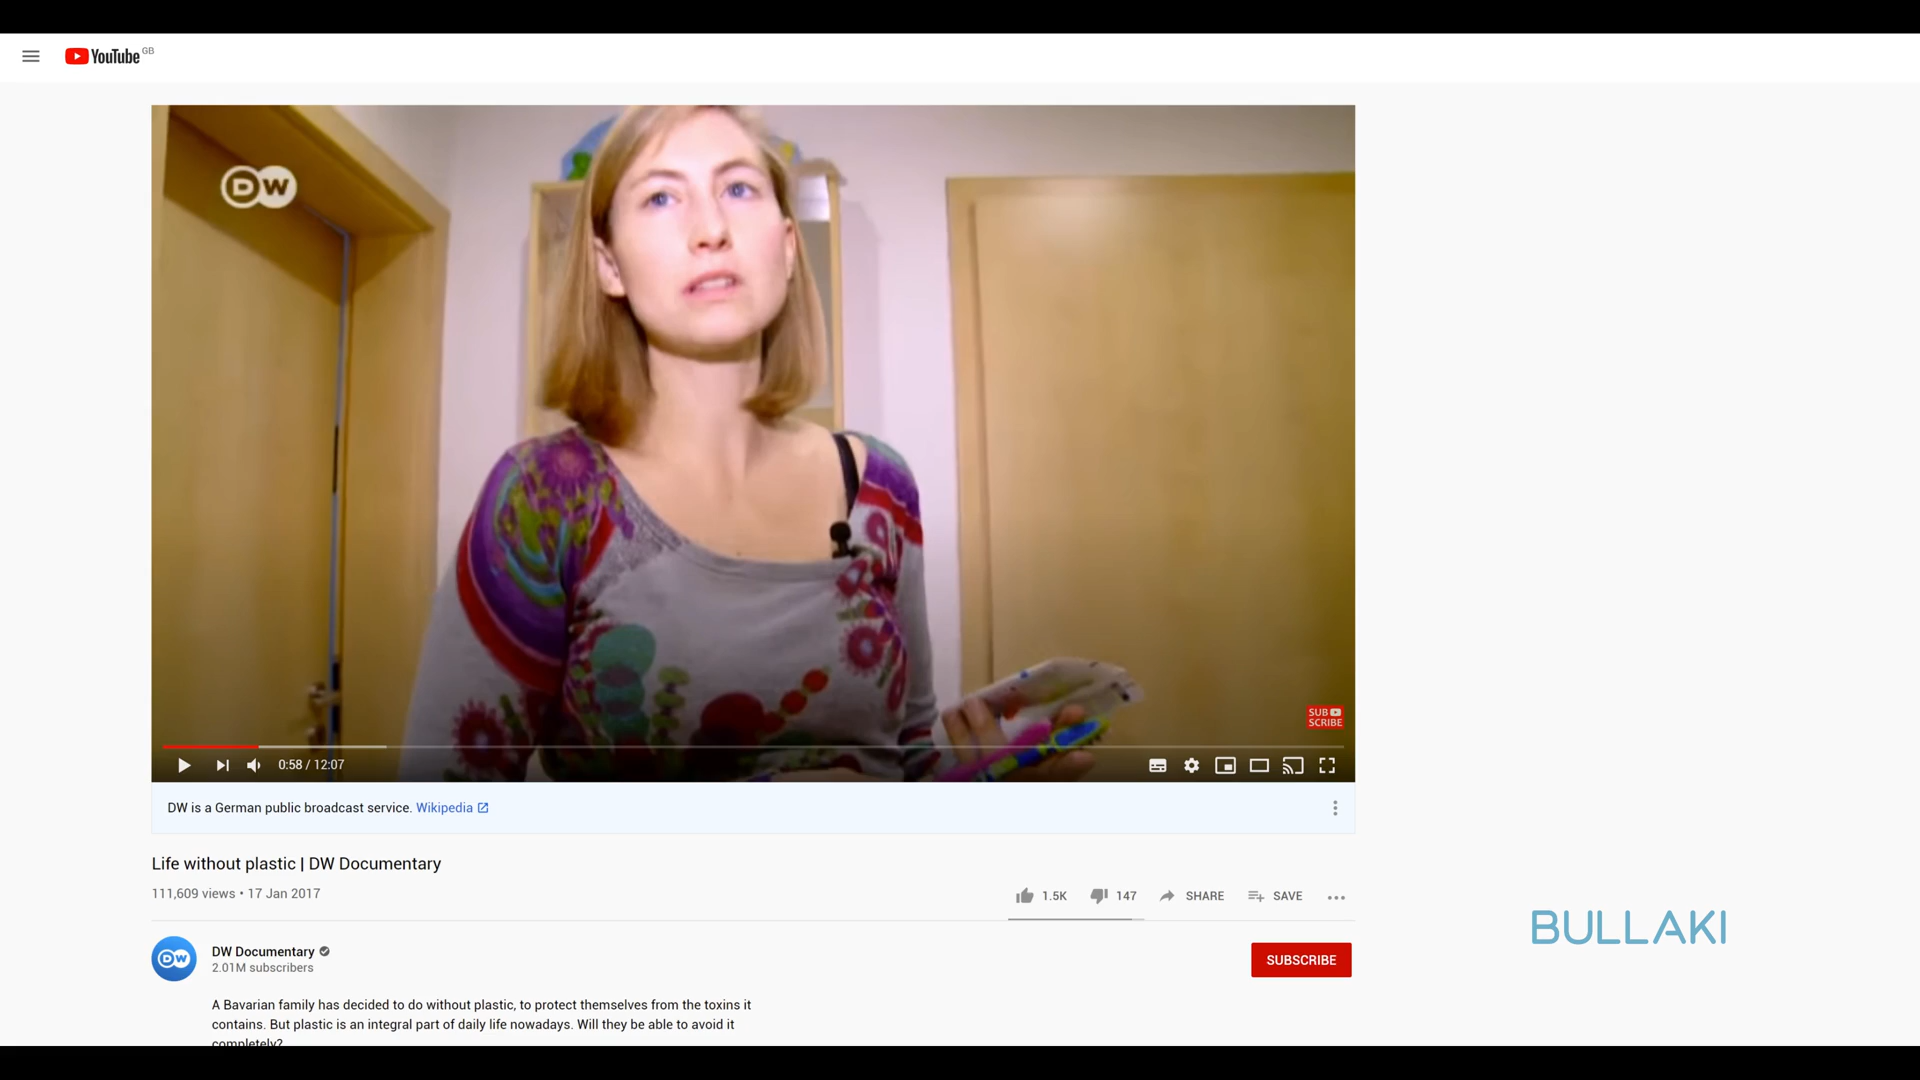 YouTube GB
DW
SUB
SCRIBE
0:58 / 12:07
DW is a German public broadcast service. Wikipedia
Life without plastic | DW Documentary
111,609 views • 17 Jan 2017
1.5K 147 SHARE SAVE
BULLAKI
DW
DW Documentary
2.01M subscribers
SUBSCRIBE
A Bavarian family has decided to do without plastic, to protect themselves from the toxins it
contains. But plastic is an integral part of daily life nowadays. Will they be able to avoid it
completely?